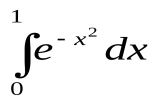 ∫₀¹ e^{-x²} dx